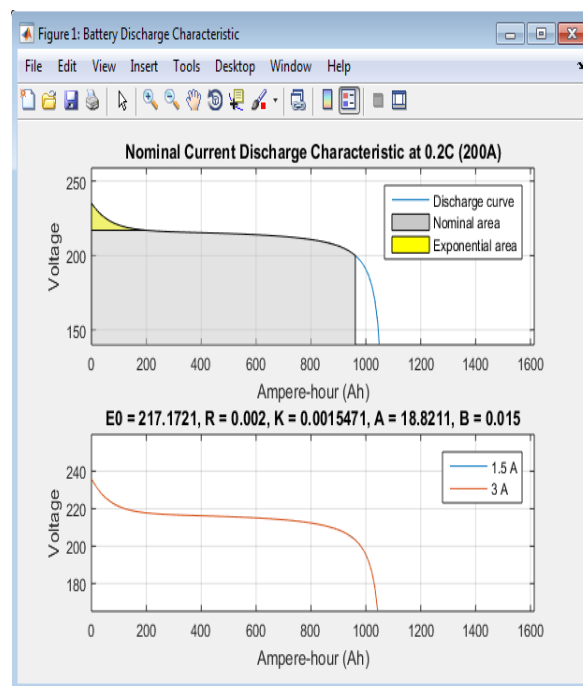 Figure 1: Battery Discharge Characteristic
File Edit View Insert Tools Desktop Window Help
Nominal Current Discharge Characteristic at 0.2C (200A)
250
200
150
Voltage
Discharge curve
Nominal area
Exponential area
0 200 400 600 800 1000 1200 1400 1600
Ampere-hour (Ah)
E0 = 217.1721, R = 0.002, K = 0.0015471, A = 18.8211, B = 0.015
240
220
200
180
Voltage
1.5 A
3 A
0 200 400 600 800 1000 1200 1400 1600
Ampere-hour (Ah)